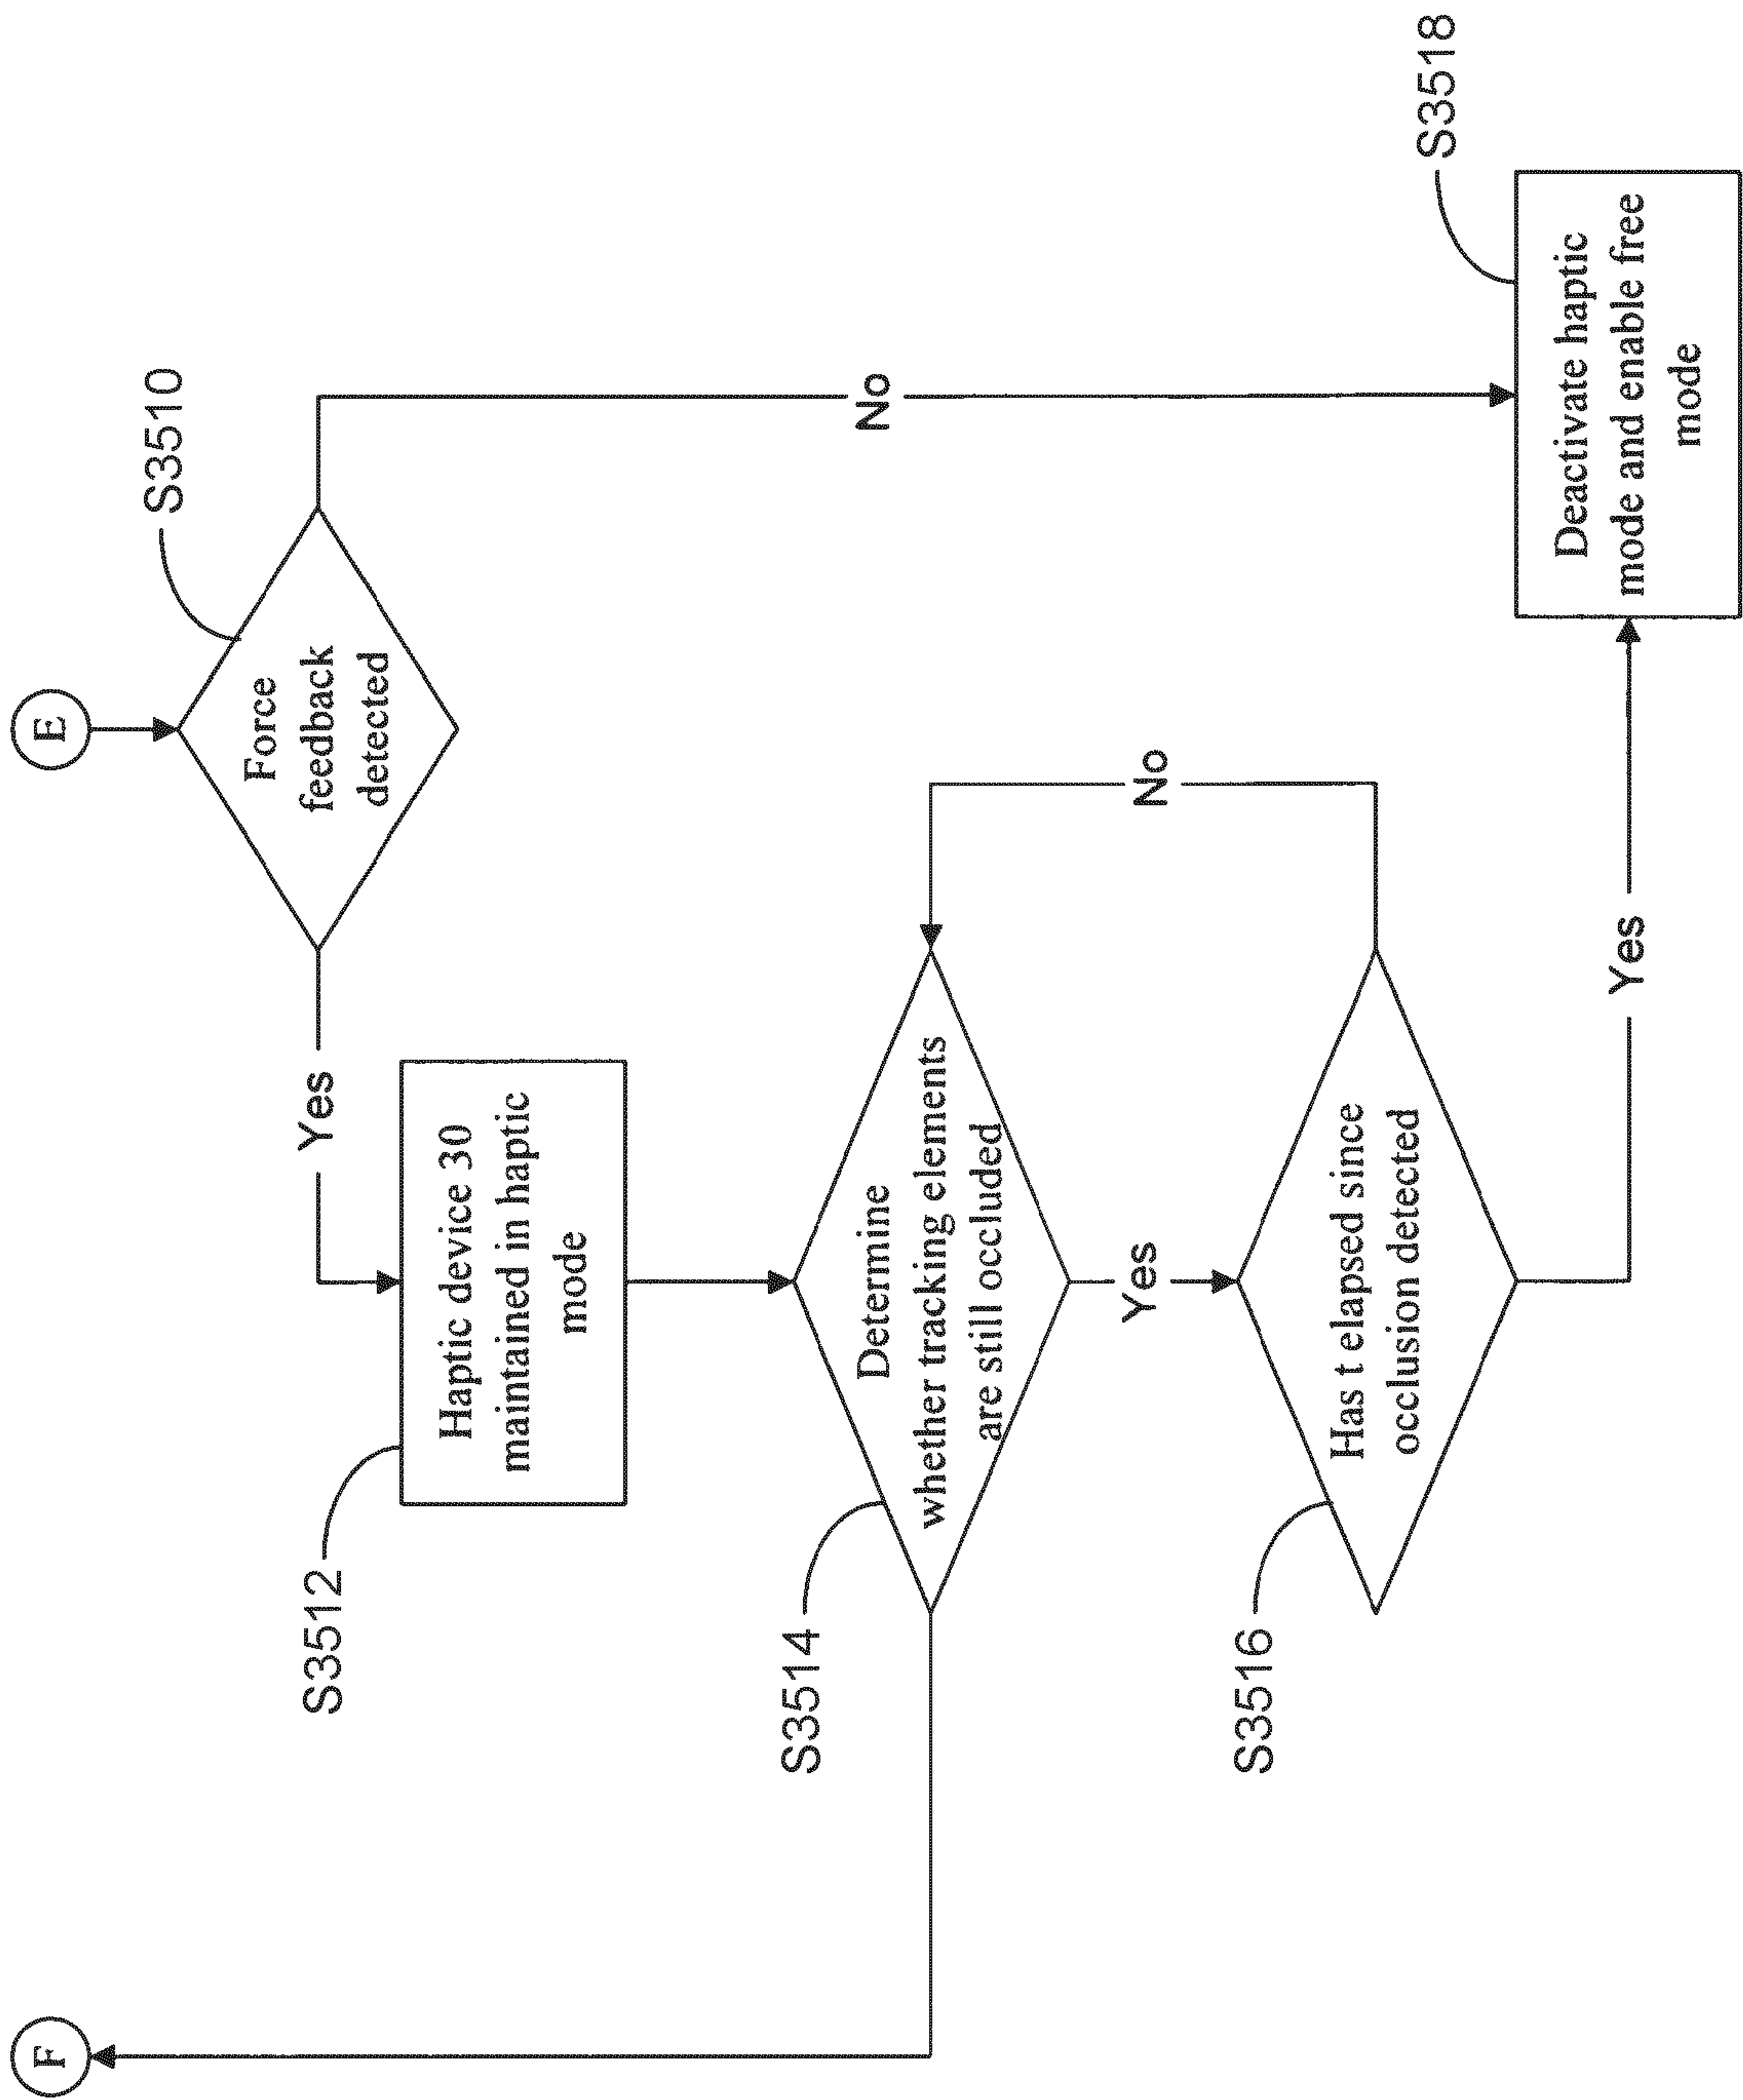 E
S3510
Force
feedback
detected
Yes
No
S3512
Haptic device 30
maintained in haptic
mode
S3514
Determine
whether tracking elements
are still occluded
No
Yes
S3516
Has t elapsed since
occlusion detected
Yes
S3518
Deactivate haptic
mode and enable free
mode
F